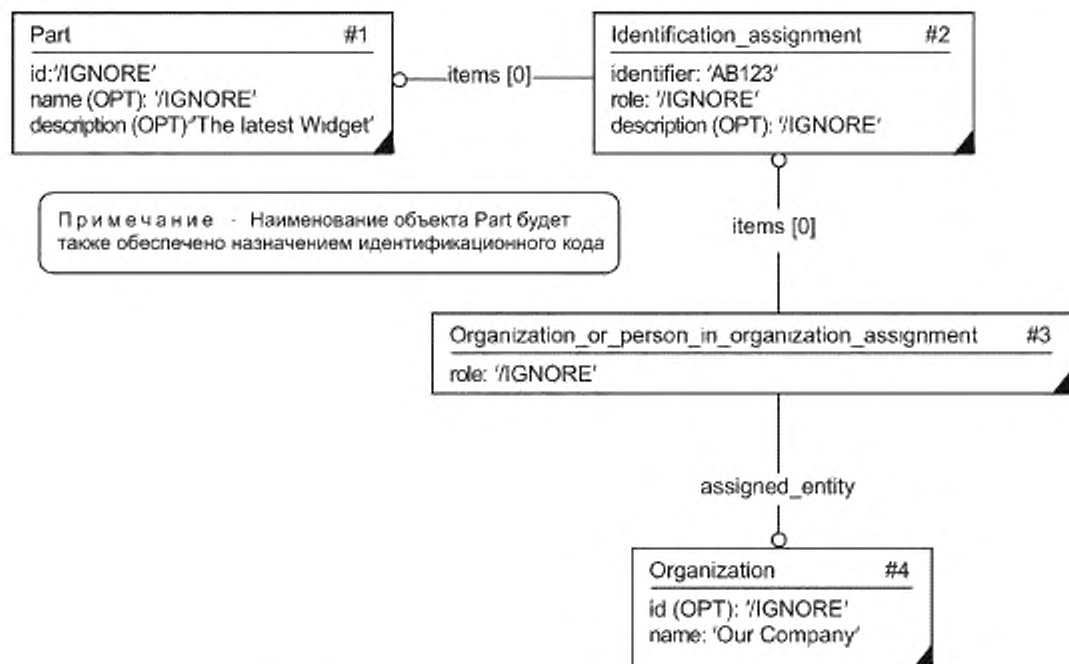 Part #1
id:'/IGNORE'
name (OPT): '/IGNORE'
description (OPT)'The latest Widget'
items [0]
Identification_assignment #2
identifier: 'AB123'
role: '/IGNORE'
description (OPT): '/IGNORE'
Примечание - Наименование объекта Part будет
также обеспечено назначением идентификационного кода
items [0]
Organization_or_person_in_organization_assignment #3
role: '/IGNORE'
assigned_entity
Organization #4
id (OPT): '/IGNORE'
name: 'Our Company'